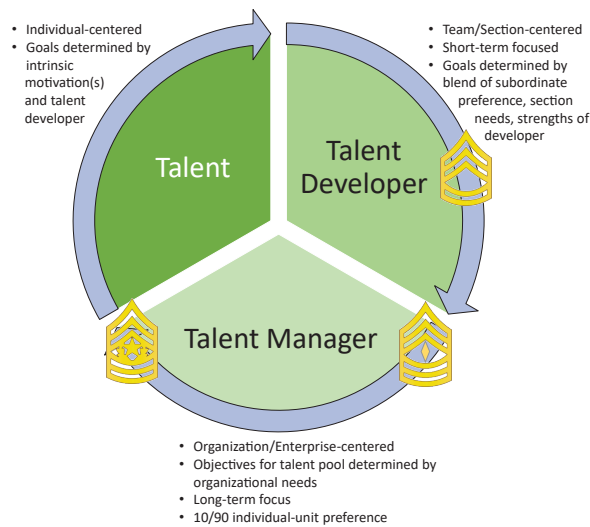 • Individual-centered
• Goals determined by
intrinsic
motivation(s)
and talent
developer
• Team/Section-centered
• Short-term focused
• Goals determined by
blend of subordinate
preference, section
needs, strengths of
developer
Talent
Talent
Developer
Talent Manager
• Organization/Enterprise-centered
• Objectives for talent pool determined by
organizational needs
• Long-term focus
• 10/90 individual-unit preference